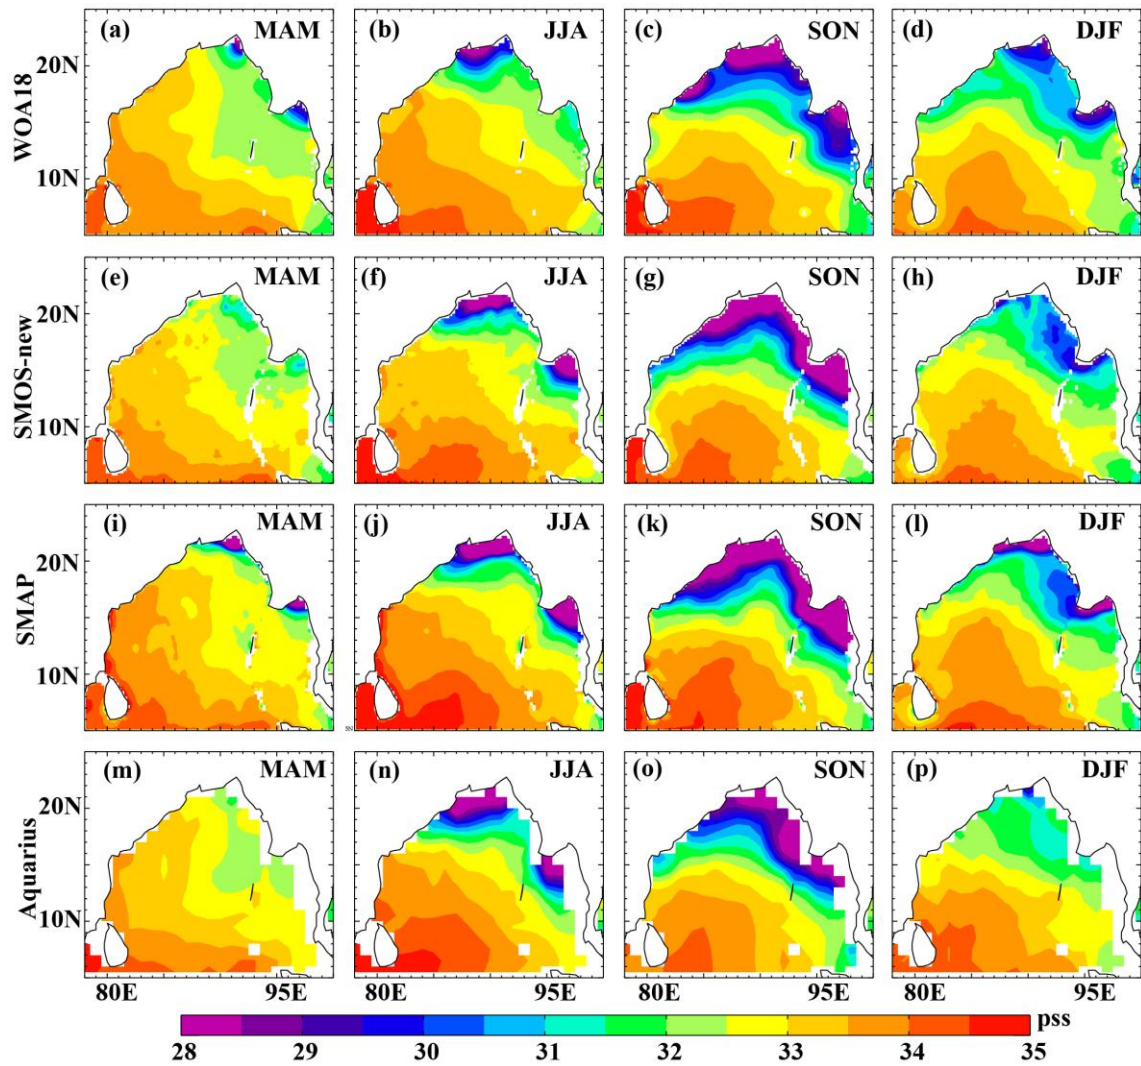 (a) MAM (b) JJA (c) SON (d) DJF
20N
WOA18
10N
(e) MAM (f) JJA (g) SON (h) DJF
20N
SMOS-new
10N
(i) MAM (j) JJA (k) SON (l) DJF
20N
SMAP
10N
(m) MAM (n) JJA (o) SON (p) DJF
20N
Aquarius
10N
80E 95E 80E 95E 80E 95E 80E 95E
pss
28 29 30 31 32 33 34 35